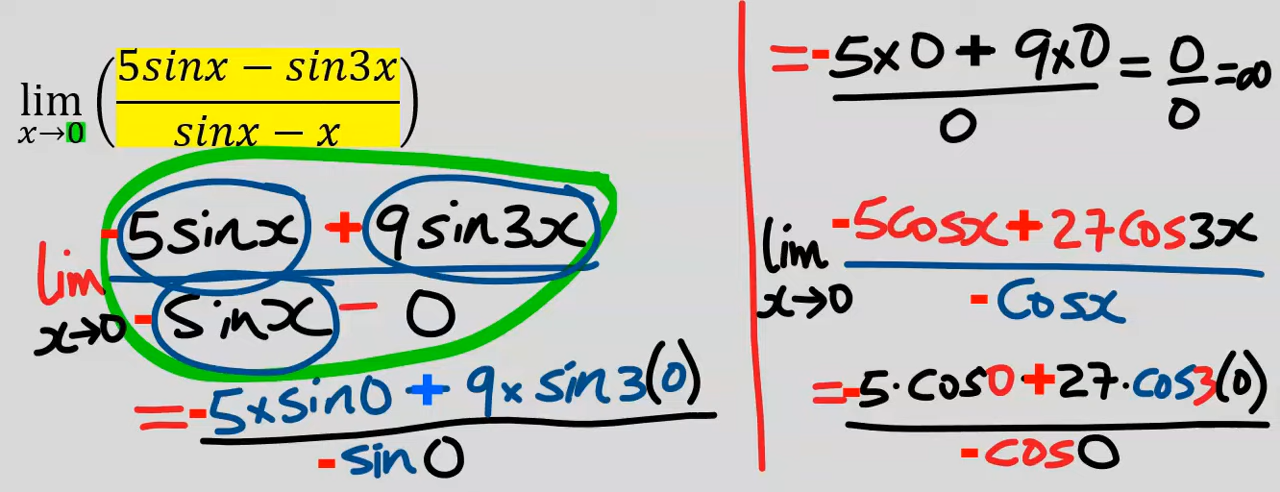 lim x→0 ( (5sinx − sin3x) / (sinx − x) )
lim x→0 (-5sinx + 9sin3x) / (-sinx − 0)
= (-5×sin0 + 9×sin3(0)) / (-sin0)
= (-5×0 + 9×0) / 0 = 0/0 = ∞
lim x→0 (-5cosx + 27cos3x) / (-cosx)
= (-5·cos0 + 27·cos3(0)) / (-cos0)